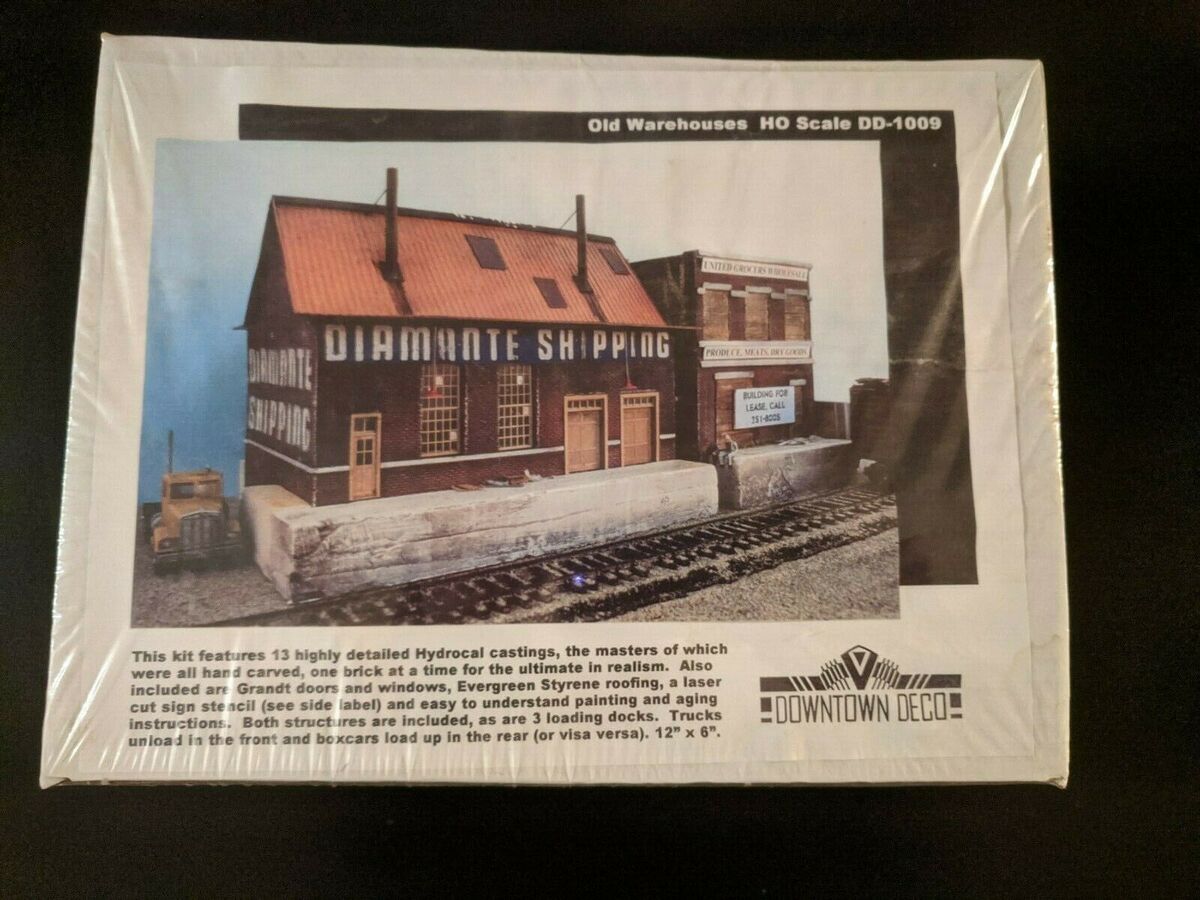 Old Warehouses HO Scale DD-1009
DIAMANTE SHIPPING
DIAMANTE
SHIPPING
UNITED GROCERS WHOLESALE
PRODUCE, MEATS, DRY GOODS
BUILDING FOR
LEASE, CALL
751-8005
This kit features 13 highly detailed Hydrocal castings, the masters of which
were all hand carved, one brick at a time for the ultimate in realism. Also
included are Grandt doors and windows, Evergreen Styrene roofing, a laser
cut sign stencil (see side label) and easy to understand painting and aging
instructions. Both structures are included, as are 3 loading docks. Trucks
unload in the front and boxcars load up in the rear (or visa versa). 12" x 6".
DOWNTOWN DECO